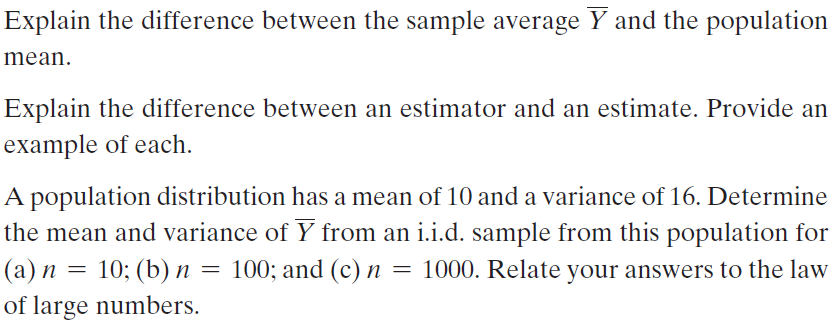 Explain the difference between the sample average Y̅ and the population
mean.
Explain the difference between an estimator and an estimate. Provide an
example of each.
A population distribution has a mean of 10 and a variance of 16. Determine
the mean and variance of Y̅ from an i.i.d. sample from this population for
(a) n = 10; (b) n = 100; and (c) n = 1000. Relate your answers to the law
of large numbers.